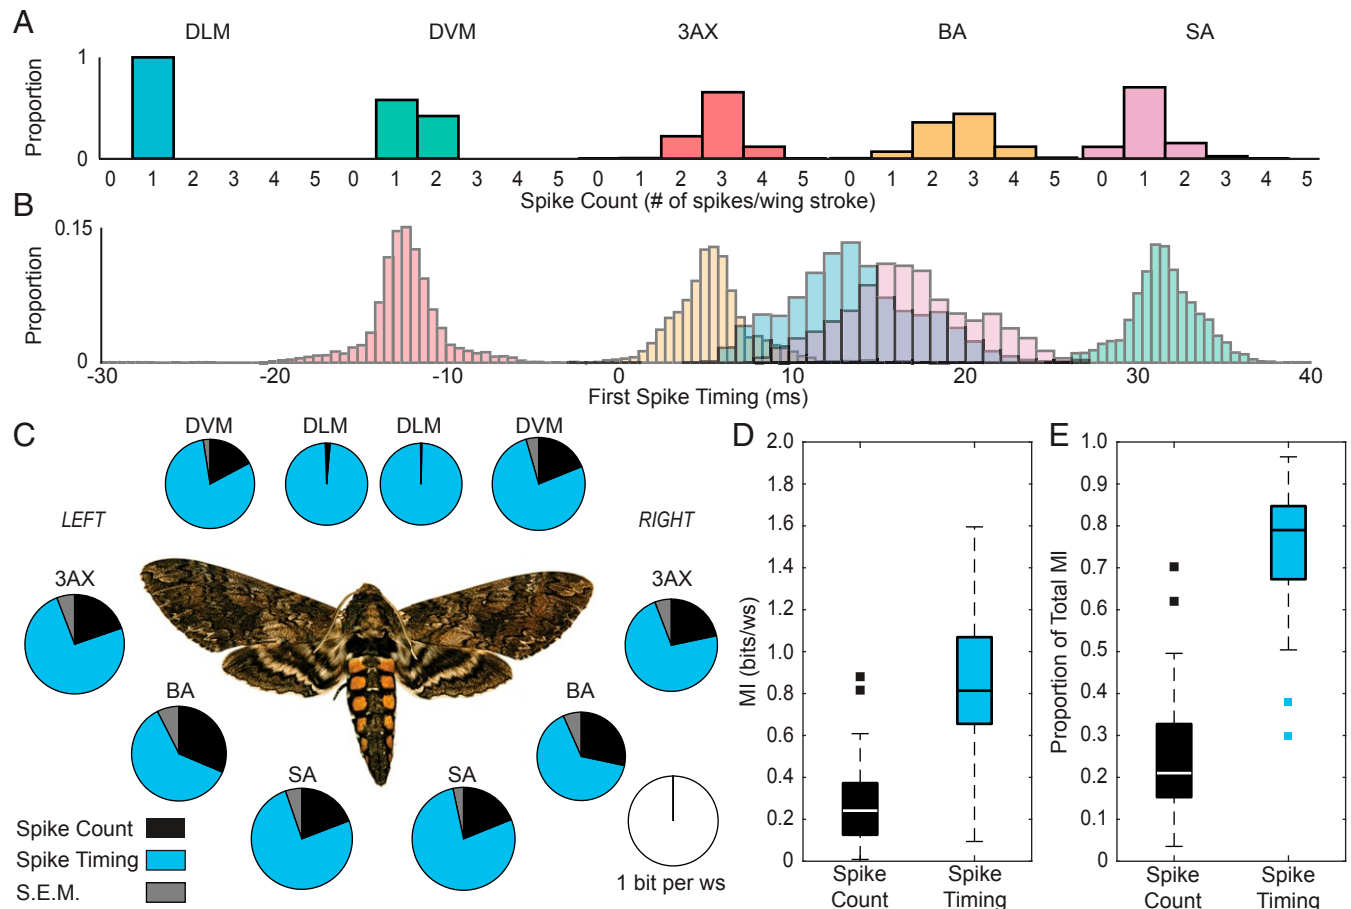 A
DLM DVM 3AX BA SA
Proportion
1
0
0 1 2 3 4 5 0 1 2 3 4 5 0 1 2 3 4 5 0 1 2 3 4 5 0 1 2 3 4 5
Spike Count (# of spikes/wing stroke)
B
Proportion
0.15
0
-30 -20 -10 0 10 20 30 40
First Spike Timing (ms)
C
DVM DLM DLM DVM
LEFT RIGHT
3AX 3AX
BA BA
SA SA
Spike Count
Spike Timing
S.E.M.
1 bit per ws
D
MI (bits/ws)
2.0
1.8
1.6
1.4
1.2
1.0
0.8
0.6
0.4
0.2
0
Spike Count
Spike Timing
E
Proportion of Total MI
1.0
0.9
0.8
0.7
0.6
0.5
0.4
0.3
0.2
0.1
0
Spike Count
Spike Timing